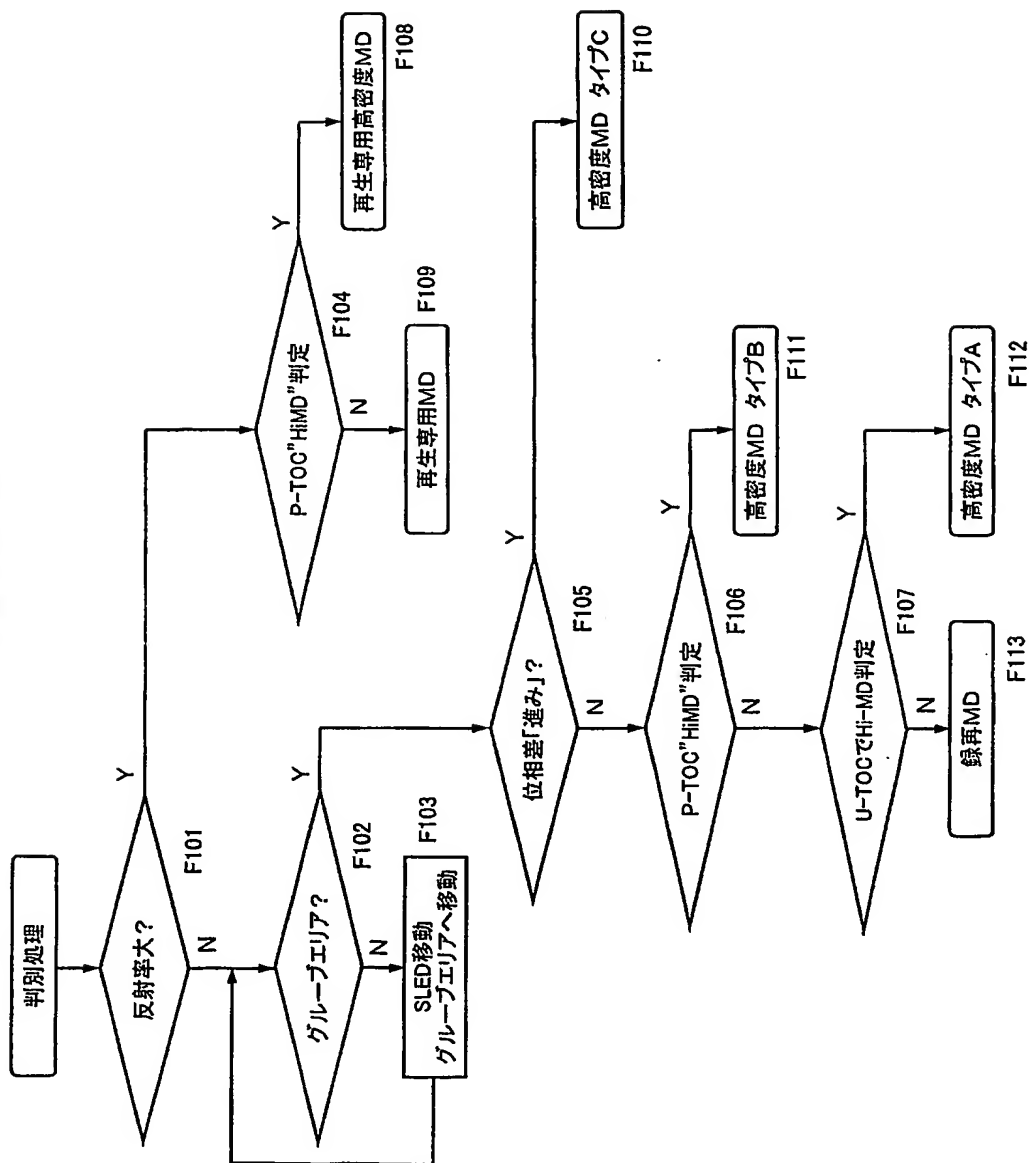 判別処理
反射率大?
F101
Y
N
グループエリア?
F102
N
SLED移動
グループエリアへ移動
F103
P-TOC"HiMD"判定
F104
Y
再生専用高密度MD
F108
N
再生専用MD
F109
位相差「進み」?
F105
Y
高密度MD タイプC
F110
N
P-TOC"HiMD"判定
F106
Y
高密度MD タイプB
F111
N
U-TOCでHi-MD判定
F107
Y
高密度MD タイプA
F112
N
録再MD
F113